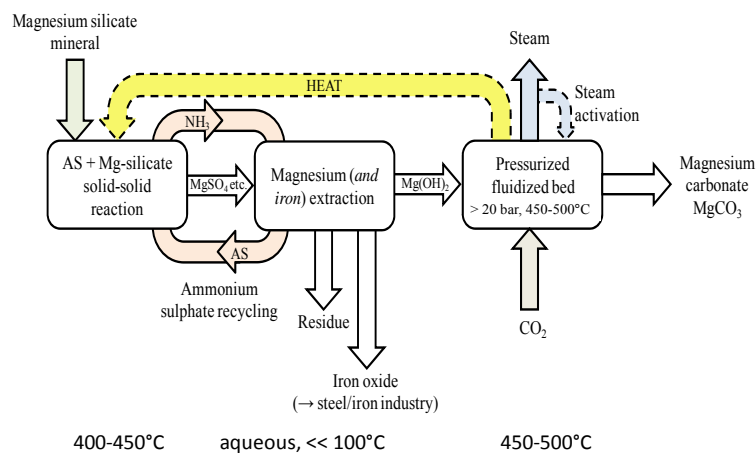 Magnesium silicate
mineral
Steam
HEAT
Steam
activation
NH₃
AS + Mg-silicate
solid-solid
reaction
MgSO₄ etc.
Magnesium (and
iron) extraction
Mg(OH)₂
Pressurized
fluidized bed
> 20 bar, 450-500°C
Magnesium
carbonate
MgCO₃
AS
Ammonium
sulphate recycling
Residue
CO₂
Iron oxide
(→ steel/iron industry)
400-450°C
aqueous, << 100°C
450-500°C